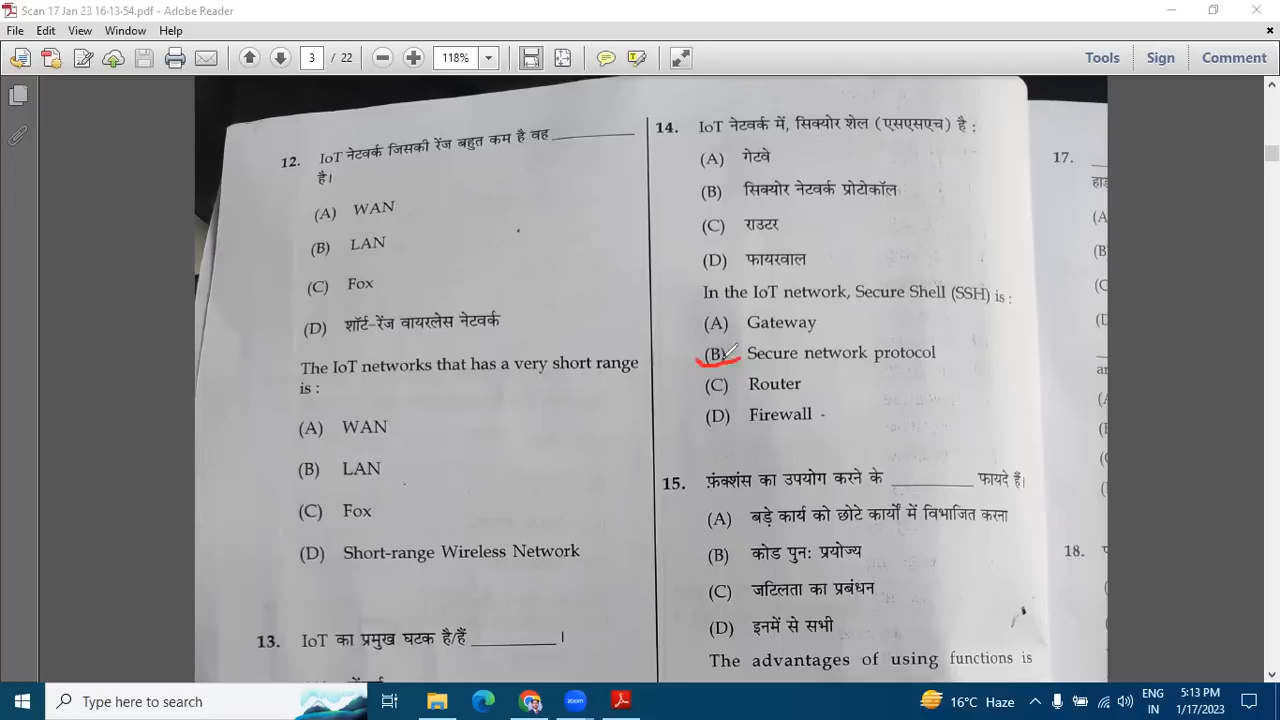 Scan 17 Jan 23 16-13-54.pdf - Adobe Reader
File Edit View Window Help
3 / 22 118% Tools Sign Comment
12. IoT नेटवर्क जिसकी रेंज बहुत कम है वह ____________
है।
(A) WAN
(B) LAN
(C) Fox
(D) शॉर्ट-रेंज वायरलेस नेटवर्क
The IoT networks that has a very short range
is :
(A) WAN
(B) LAN
(C) Fox
(D) Short-range Wireless Network
13. IoT का प्रमुख घटक है/हैं ____________ ।
14. IoT नेटवर्क में, सिक्योर शेल (एसएसएच) है :
(A) गेटवे
(B) सिक्योर नेटवर्क प्रोटोकॉल
(C) राउटर
(D) फायरवाल
In the IoT network, Secure Shell (SSH) is :
(A) Gateway
(B) Secure network protocol
(C) Router
(D) Firewall
15. फ़ंक्शंस का उपयोग करने के ____________ फायदे हैं।
(A) बड़े कार्य को छोटे कार्यों में विभाजित करना
(B) कोड पुनः प्रयोज्य
(C) जटिलता का प्रबंधन
(D) इनमें से सभी
The advantages of using functions is
17.
(A
(B
(C
(D
18.
Type here to search
zoom
16°C Haze
ENG
IN
5:13 PM
1/17/2023